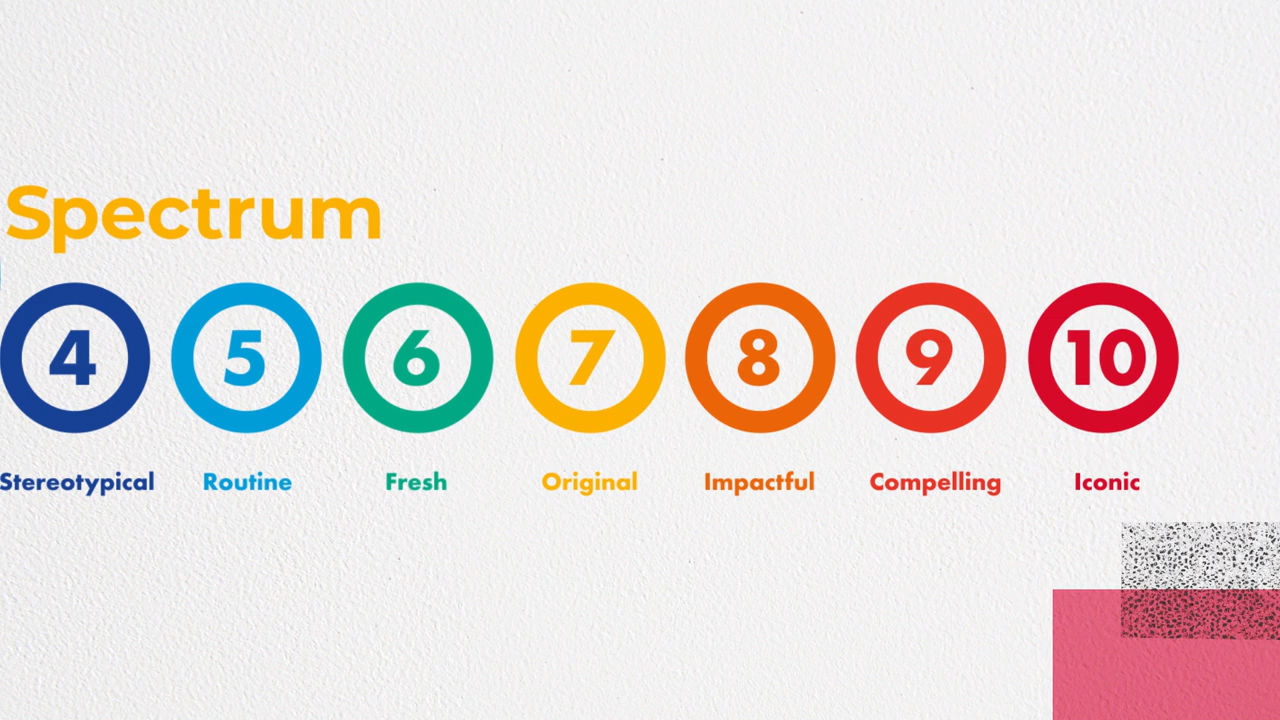 Spectrum
4 5 6 7 8 9 10
Stereotypical Routine Fresh Original Impactful Compelling Iconic